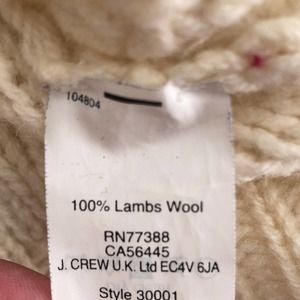 104804
100% Lambs Wool
RN77388
CA56445
J. CREW U.K. Ltd EC4V 6JA
Style 30001